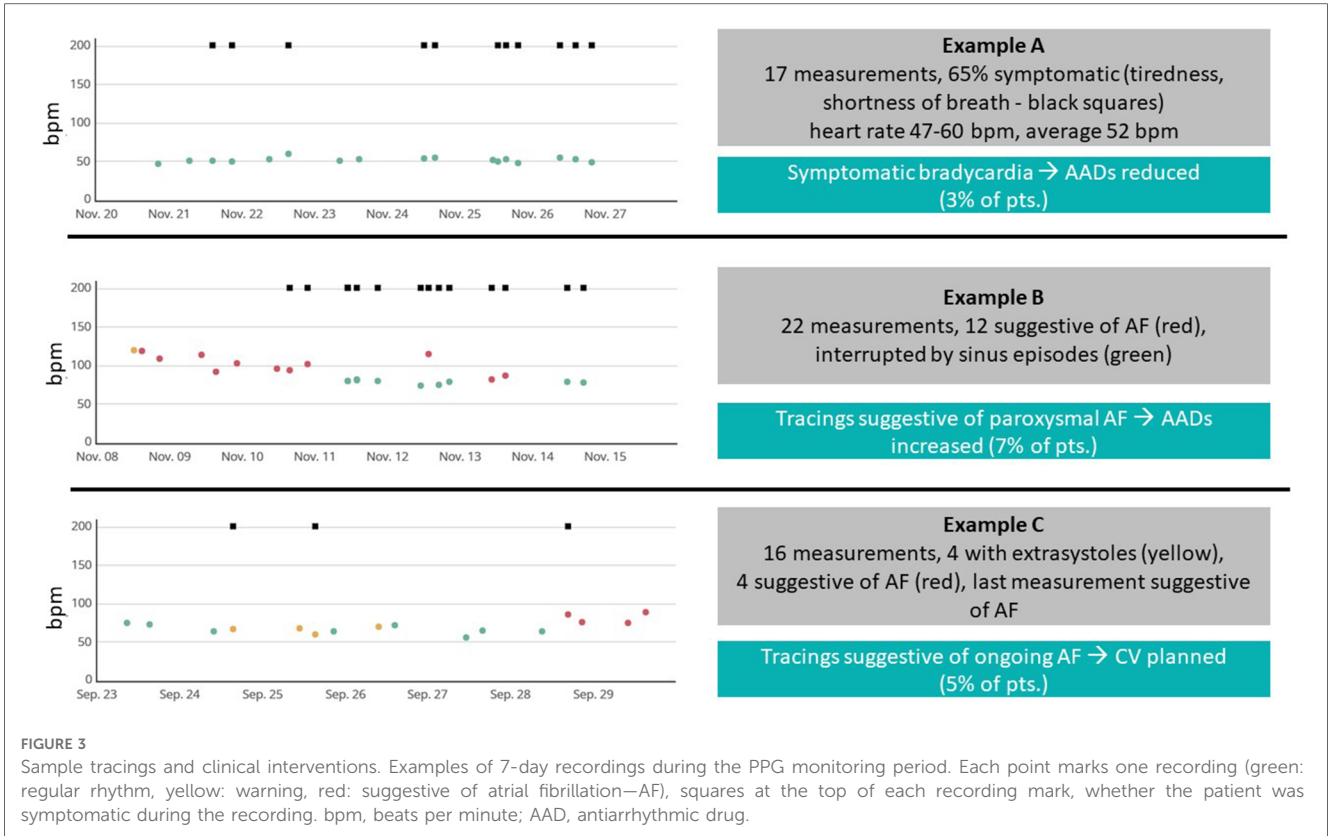 200
150
100
50
0
bpm
Nov. 20 Nov. 21 Nov. 22 Nov. 23 Nov. 24 Nov. 25 Nov. 26 Nov. 27
Example A
17 measurements, 65% symptomatic (tiredness,
shortness of breath - black squares)
heart rate 47-60 bpm, average 52 bpm
Symptomatic bradycardia → AADs reduced
(3% of pts.)
200
150
100
50
0
bpm
Nov. 08 Nov. 09 Nov. 10 Nov. 11 Nov. 12 Nov. 13 Nov. 14 Nov. 15
Example B
22 measurements, 12 suggestive of AF (red),
interrupted by sinus episodes (green)
Tracings suggestive of paroxysmal AF → AADs
increased (7% of pts.)
200
150
100
50
0
bpm
Sep. 23 Sep. 24 Sep. 25 Sep. 26 Sep. 27 Sep. 28 Sep. 29
Example C
16 measurements, 4 with extrasystoles (yellow),
4 suggestive of AF (red), last measurement suggestive
of AF
Tracings suggestive of ongoing AF → CV planned
(5% of pts.)
FIGURE 3
Sample tracings and clinical interventions. Examples of 7-day recordings during the PPG monitoring period. Each point marks one recording (green:
regular rhythm, yellow: warning, red: suggestive of atrial fibrillation—AF), squares at the top of each recording mark, whether the patient was
symptomatic during the recording. bpm, beats per minute; AAD, antiarrhythmic drug.